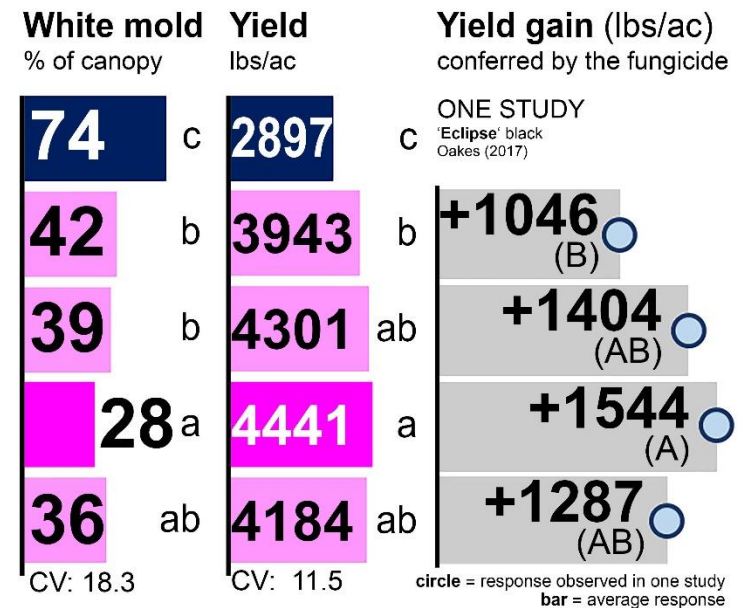 White mold Yield Yield gain (lbs/ac)
% of canopy lbs/ac conferred by the fungicide
ONE STUDY
'Eclipse' black
Oakes (2017)
74 c 2897 c
42 b 3943 b +1046
(B)
39 b 4301 ab +1404
(AB)
28 a 4441 a +1544
(A)
36 ab 4184 ab +1287
(AB)
CV: 18.3 CV: 11.5 circle = response observed in one study
bar = average response